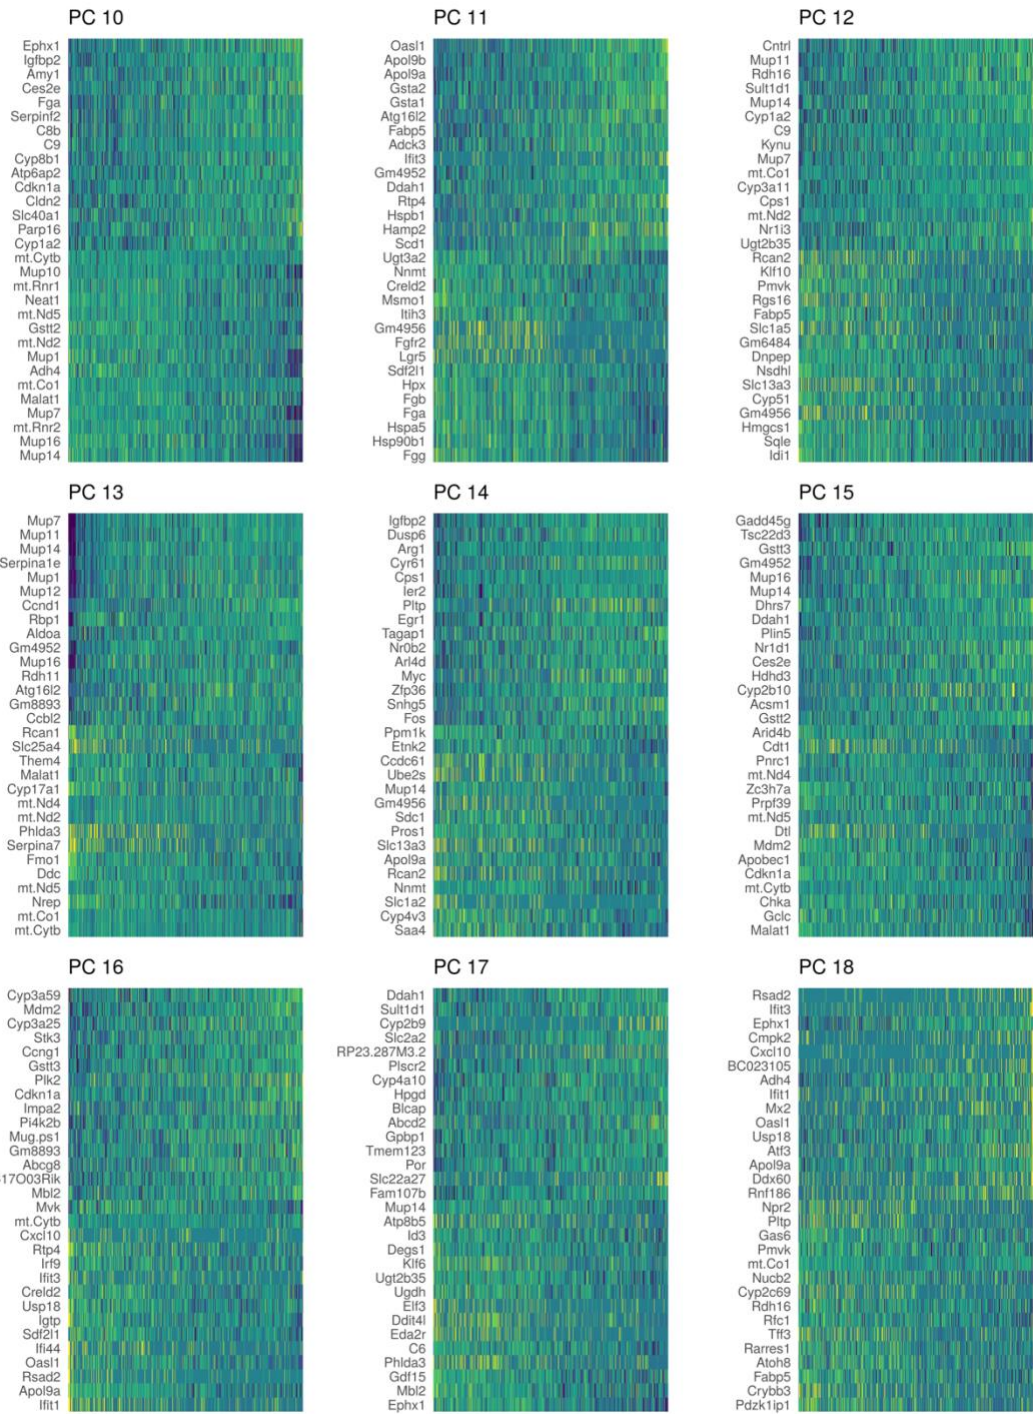 PC 10
Ephx1
Igfbp2
Amy1
Ces2e
Fga
Serpinf2
C8b
C9
Cyp8b1
Atp6ap2
Cdkn1a
Cldn2
Slc40a1
Parp16
Cyp1a2
mt.Cytb
Mup10
mt.Rnr1
Neat1
mt.Nd5
Gstt2
mt.Nd2
Mup1
Adh4
mt.Co1
Malat1
Mup7
mt.Rnr2
Mup16
Mup14
PC 11
Oasl1
Apol9b
Apol9a
Gsta2
Gsta1
Atg16l2
Fabp5
Adck3
Ifit3
Gm4952
Ddah1
Rtp4
Hspb1
Hamp2
Scd1
Ugt3a2
Nnmt
Creld2
Msmo1
Itih3
Gm4956
Fgfr2
Lgr5
Sdf2l1
Hpx
Fgb
Fga
Hspa5
Hsp90b1
Fgg
PC 12
Cntrl
Mup11
Rdh16
Sult1d1
Mup14
Cyp1a2
C9
Kynu
Mup7
mt.Co1
Cyp3a11
Cps1
mt.Nd2
Nr1i3
Ugt2b35
Rcan2
Klf10
Pmvk
Rgs16
Fabp5
Slc1a5
Gm6484
Dnpep
Nsdhl
Slc13a3
Cyp51
Gm4956
Hmgcs1
Sqle
Idi1
PC 13
Mup7
Mup11
Mup14
Serpina1e
Mup1
Mup12
Ccnd1
Rbp1
Aldoa
Gm4952
Mup16
Rdh11
Atg16l2
Gm8893
Ccbl2
Rcan1
Slc25a4
Them4
Malat1
Cyp17a1
mt.Nd4
mt.Nd2
Phlda3
Serpina7
Fmo1
Ddc
mt.Nd5
Nrep
mt.Co1
mt.Cytb
PC 14
Igfbp2
Dusp6
Arg1
Cyr61
Cps1
Ier2
Pltp
Egr1
Tagap1
Nr0b2
Arl4d
Myc
Zfp36
Snhg5
Fos
Ppm1k
Etnk2
Ccdc61
Ube2s
Mup14
Gm4956
Sdc1
Pros1
Slc13a3
Apol9a
Rcan2
Nnmt
Slc1a2
Cyp4v3
Saa4
PC 15
Gadd45g
Tsc22d3
Gstt3
Gm4952
Mup16
Mup14
Dhrs7
Ddah1
Plin5
Nr1d1
Ces2e
Hdhd3
Cyp2b10
Acsm1
Gstt2
Arid4b
Cdt1
Pnrc1
mt.Nd4
Zc3h7a
Prpf39
mt.Nd5
Dtl
Mdm2
Apobec1
Cdkn1a
mt.Cytb
Chka
Gclc
Malat1
PC 16
Cyp3a59
Mdm2
Cyp3a25
Stk3
Ccng1
Gstt3
Plk2
Cdkn1a
Impa2
Pi4k2b
Mug.ps1
Gm8893
Abcg8
17O03Rik
Mbl2
Mvk
mt.Cytb
Cxcl10
Rtp4
Irf9
Ifit3
Creld2
Usp18
Igtp
Sdf2l1
Ifi44
Oasl1
Rsad2
Apol9a
Ifit1
PC 17
Ddah1
Sult1d1
Cyp2b9
Slc2a2
RP23.287M3.2
Plscr2
Cyp4a10
Hpgd
Blcap
Abcd2
Gpbp1
Tmem123
Por
Slc22a27
Fam107b
Mup14
Atp8b5
Id3
Degs1
Klf6
Ugt2b35
Ugdh
Elf3
Ddit4l
Eda2r
C6
Phlda3
Gdf15
Mbl2
Ephx1
PC 18
Rsad2
Ifit3
Ephx1
Cmpk2
Cxcl10
BC023105
Adh4
Ifit1
Mx2
Oasl1
Usp18
Atf3
Apol9a
Ddx60
Rnf186
Npr2
Pltp
Gas6
Pmvk
mt.Co1
Nucb2
Cyp2c69
Rdh16
Rfc1
Tff3
Rarres1
Atoh8
Fabp5
Crybb3
Pdzk1ip1